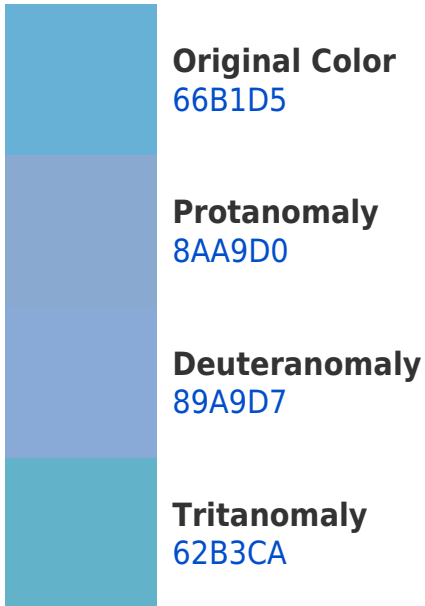 Original Color
66B1D5
Protanomaly
8AA9D0
Deuteranomaly
89A9D7
Tritanomaly
62B3CA